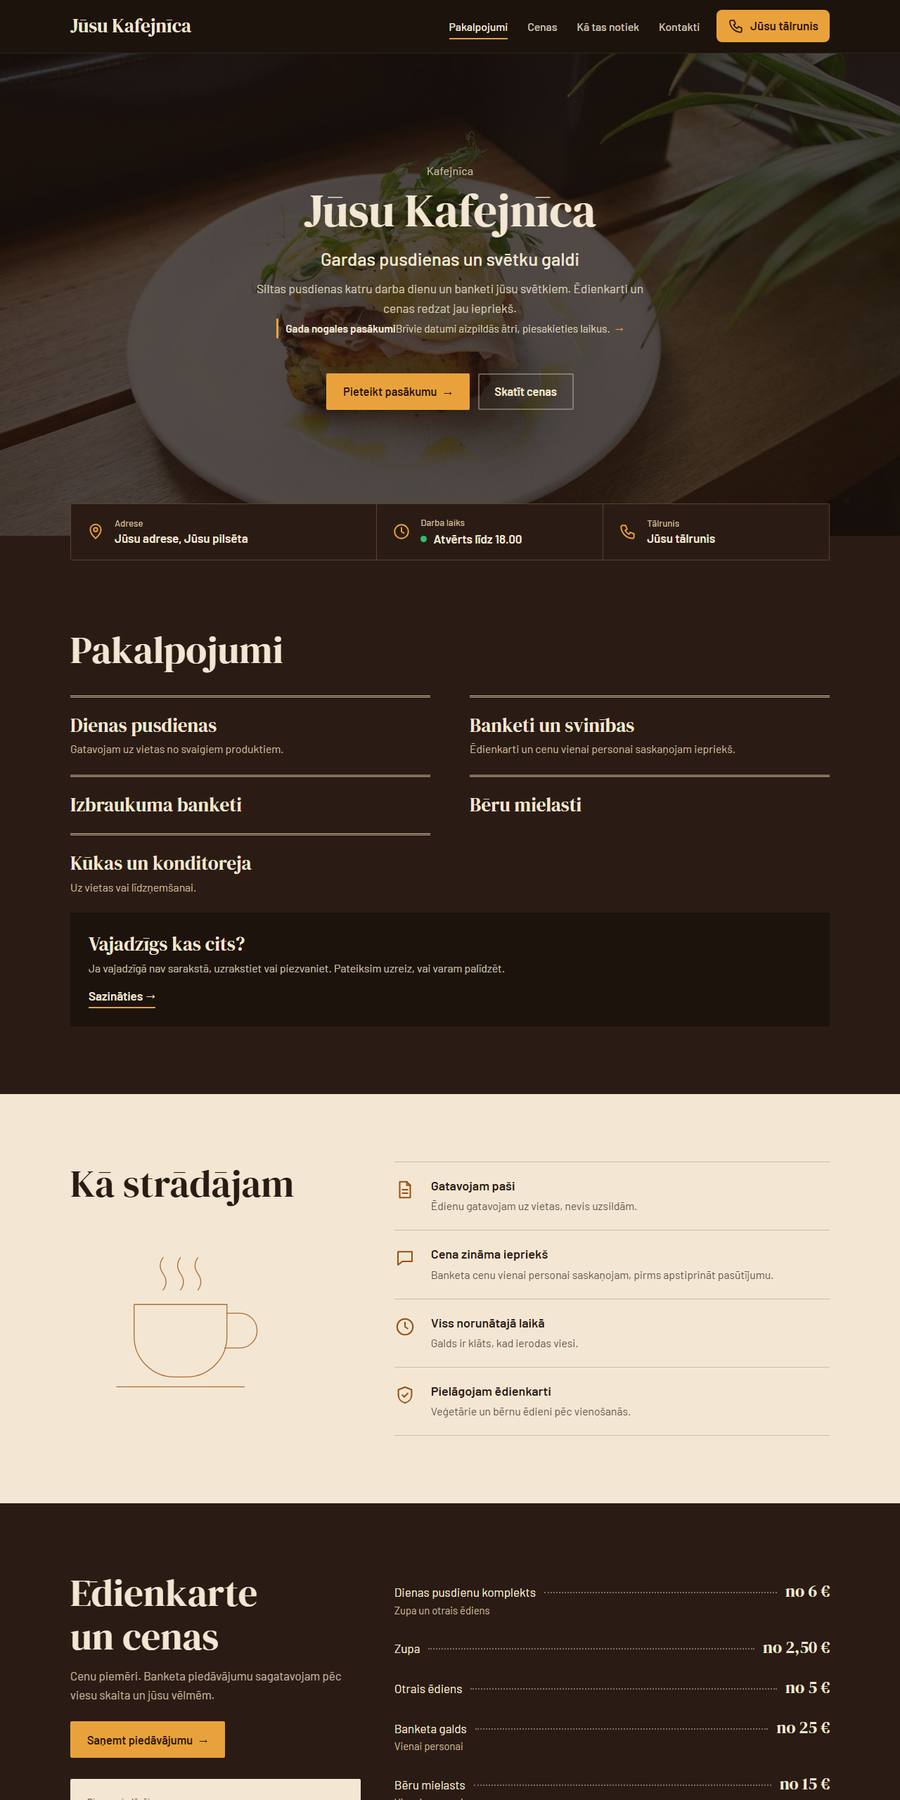 Jūsu Kafejnīca
Pakalpojumi
Cenas
Kā tas notiek
Kontakti
Jūsu tālrunis
Kafejnīca
Jūsu Kafejnīca
Gardas pusdienas un svētku galdi
Siltas pusdienas katru darba dienu un banketi jūsu svētkiem. Ēdienkarti un
cenas redzat jau iepriekš.
Gada nogales pasākumiBrīvie datumi aizpildās ātri, piesakieties laikus. →
Pieteikt pasākumu →
Skatīt cenas
Adrese
Jūsu adrese, Jūsu pilsēta
Darba laiks
Atvērts līdz 18.00
Tālrunis
Jūsu tālrunis
Pakalpojumi
Dienas pusdienas
Gatavojam uz vietas no svaigiem produktiem.
Banketi un svinības
Ēdienkarti un cenu vienai personai saskaņojam iepriekš.
Izbraukuma banketi
Bēru mielasti
Kūkas un konditoreja
Uz vietas vai līdzņemšanai.
Vajadzīgs kas cits?
Ja vajadzīgā nav sarakstā, uzrakstiet vai piezvaniet. Pateiksim uzreiz, vai varam palīdzēt.
Sazināties →
Kā strādājam
Gatavojam paši
Ēdienu gatavojam uz vietas, nevis uzsildām.
Cena zināma iepriekš
Banketa cenu vienai personai saskaņojam, pirms apstiprināt pasūtījumu.
Viss norunātajā laikā
Galds ir klāts, kad ierodas viesi.
Pielāgojam ēdienkarti
Veģetārie un bērnu ēdieni pēc vienošanās.
Ēdienkarte
un cenas
Cenu piemēri. Banketa piedāvājumu sagatavojam pēc
viesu skaita un jūsu vēlmēm.
Saņemt piedāvājumu →
Dienas pusdienu komplekts no 6 €
Zupa un otrais ēdiens
Zupa no 2,50 €
Otrais ēdiens no 5 €
Banketa galds no 25 €
Vienai personai
Bēru mielasts no 15 €